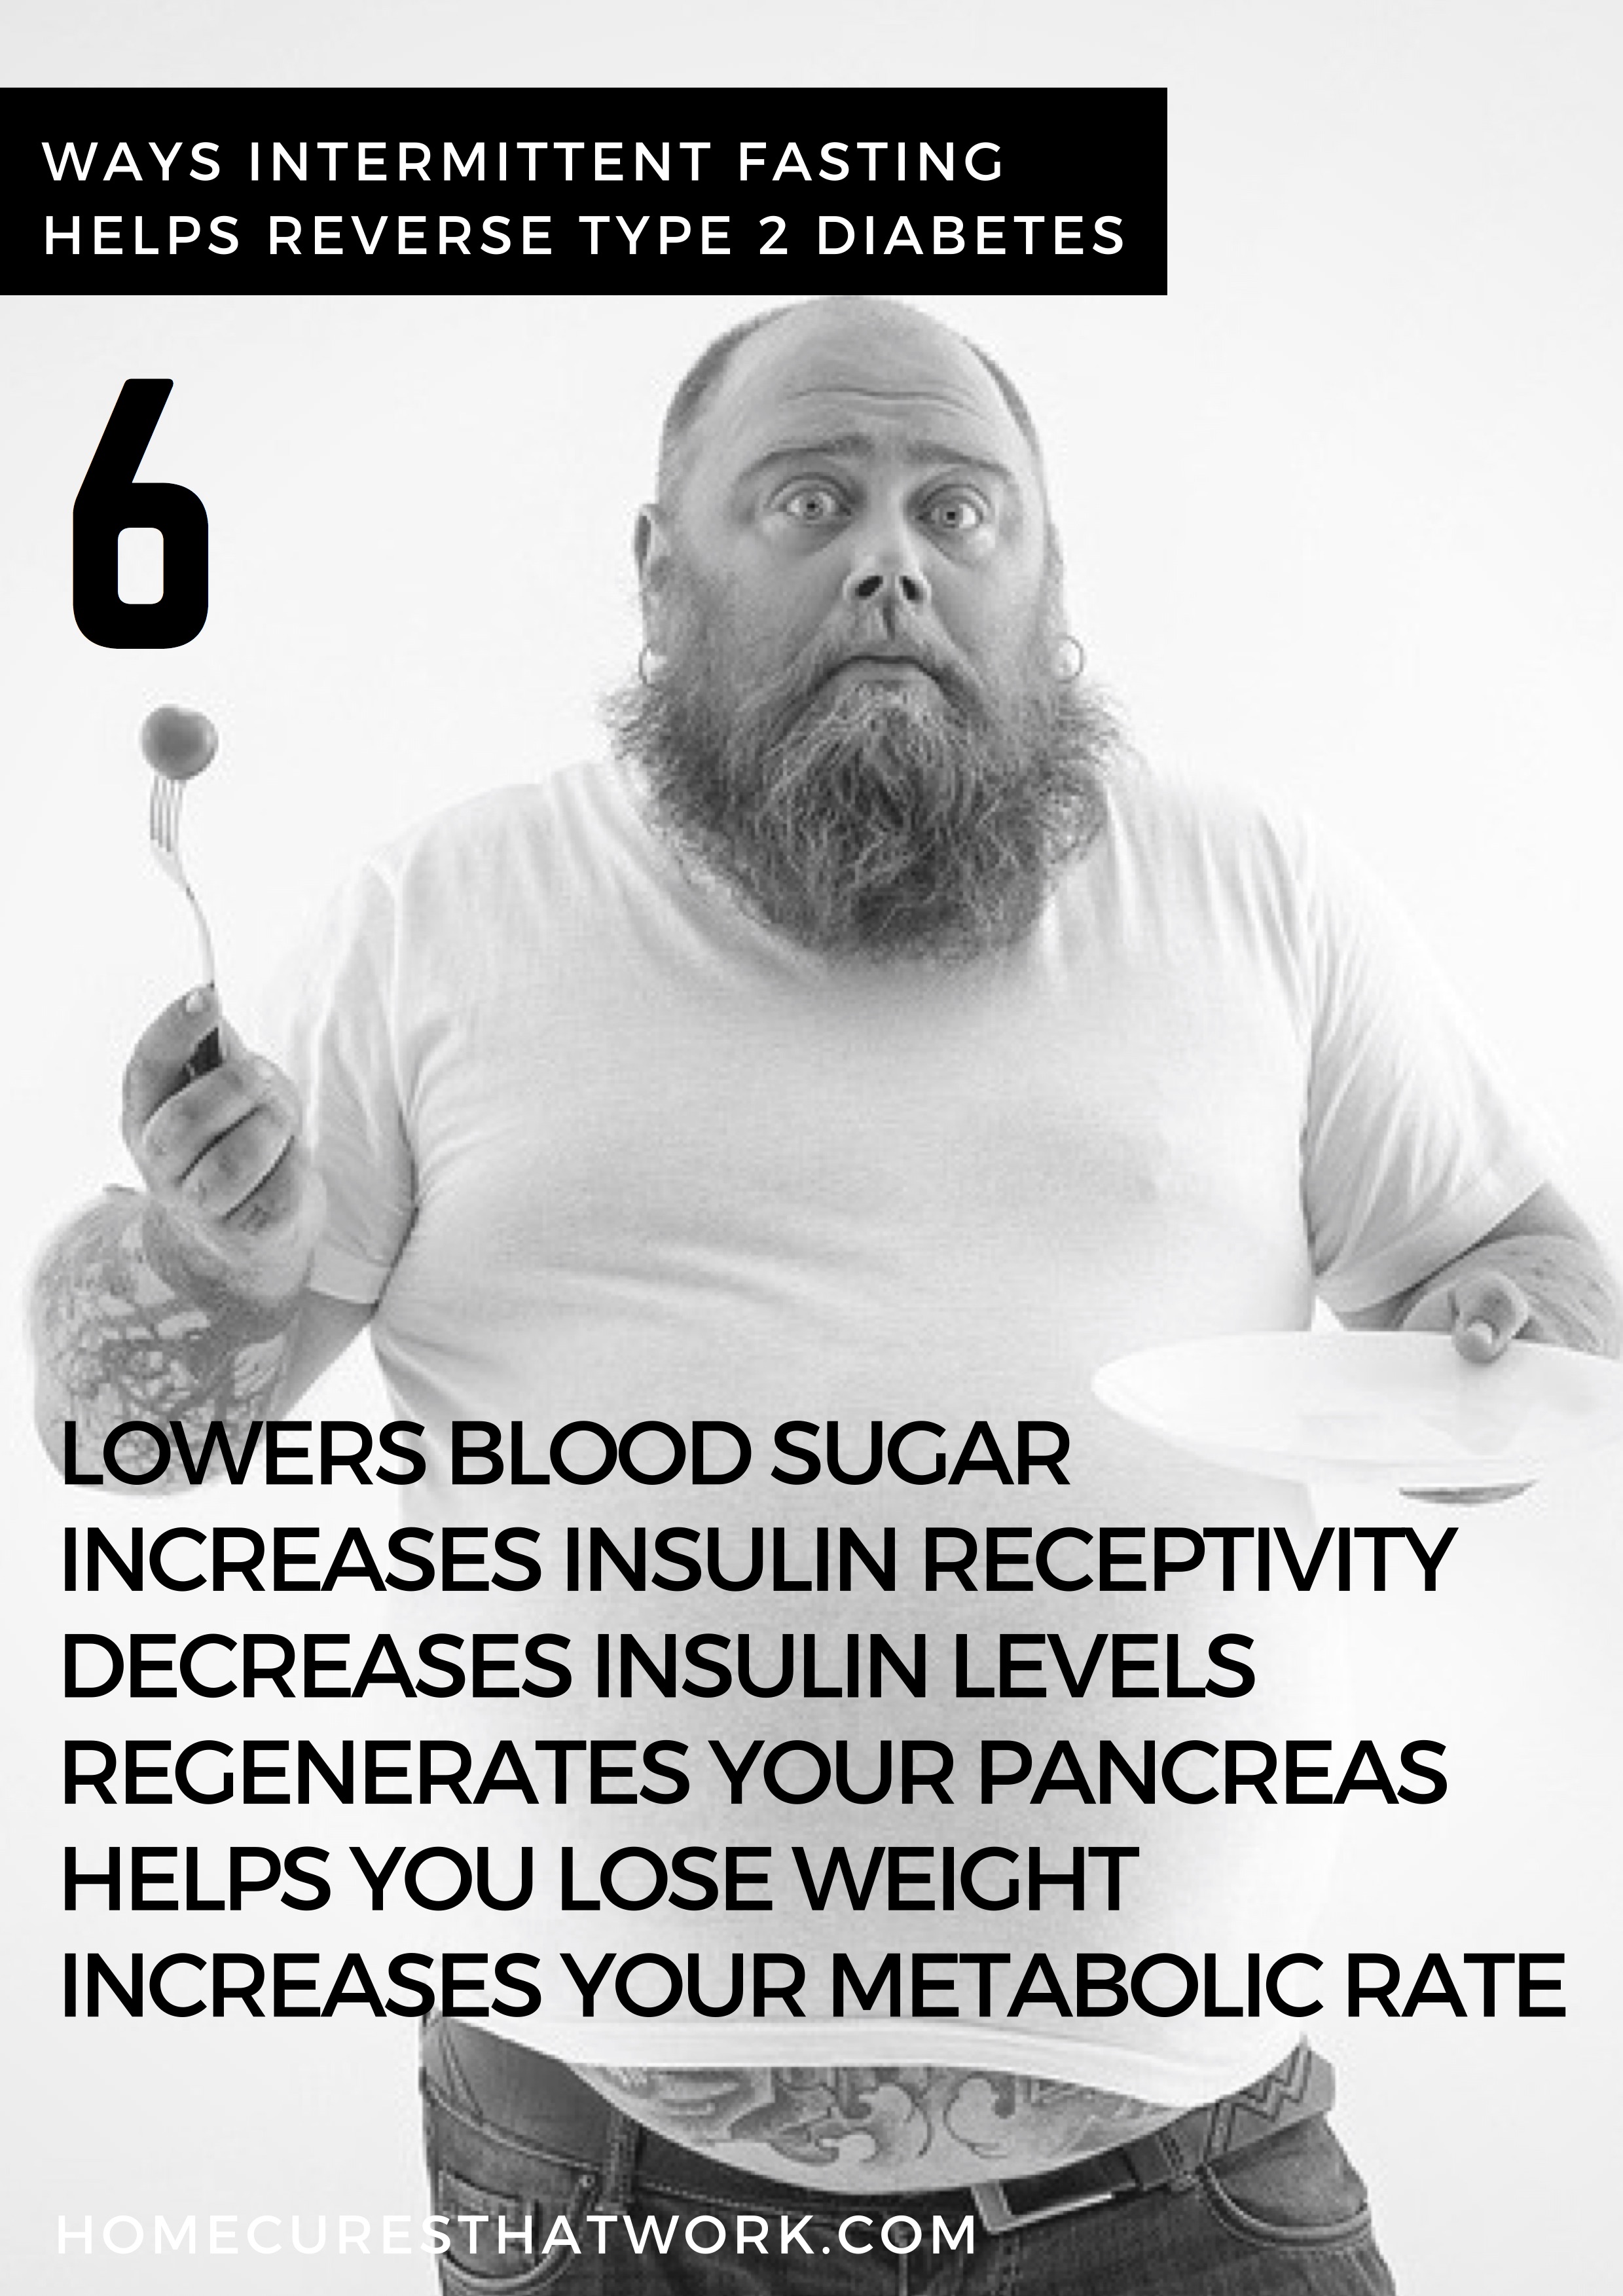 WAYS INTERMITTENT FASTING
HELPS REVERSE TYPE 2 DIABETES
6
LOWERS BLOOD SUGAR
INCREASES INSULIN RECEPTIVITY
DECREASES INSULIN LEVELS
REGENERATES YOUR PANCREAS
HELPS YOU LOSE WEIGHT
INCREASES YOUR METABOLIC RATE
HOMECURESTHATWORK.COM